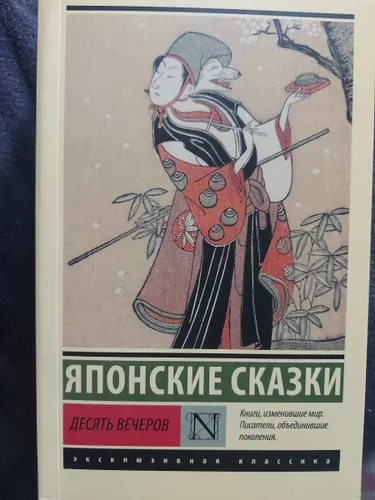 ЯПОНСКИЕ СКАЗКИ
ДЕСЯТЬ ВЕЧЕРОВ
N
Книги, изменившие мир.
Писатели, объединившие
поколения.
эксклюзивная классика